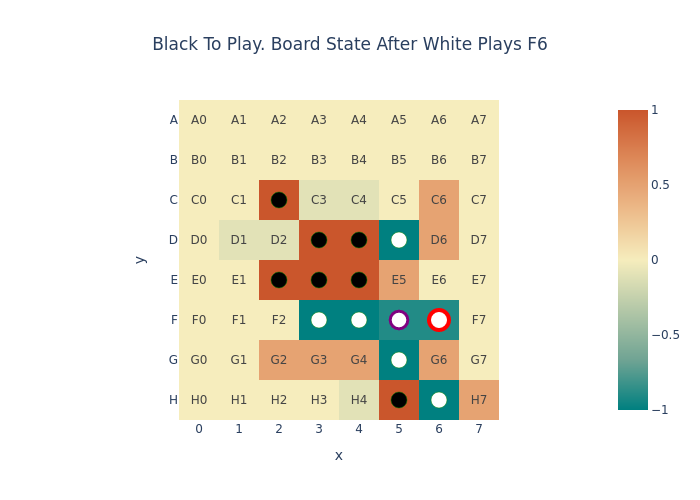 Black To Play. Board State After White Plays F6
A A0 A1 A2 A3 A4 A5 A6 A7
B B0 B1 B2 B3 B4 B5 B6 B7
C C0 C1 C3 C4 C5 C6 C7
D D0 D1 D2 D6 D7
E E0 E1 E5 E6 E7
F F0 F1 F2 F7
G G0 G1 G2 G3 G4 G6 G7
H H0 H1 H2 H3 H4 H7
0 1 2 3 4 5 6 7
x
y
1
0.5
0
−0.5
−1